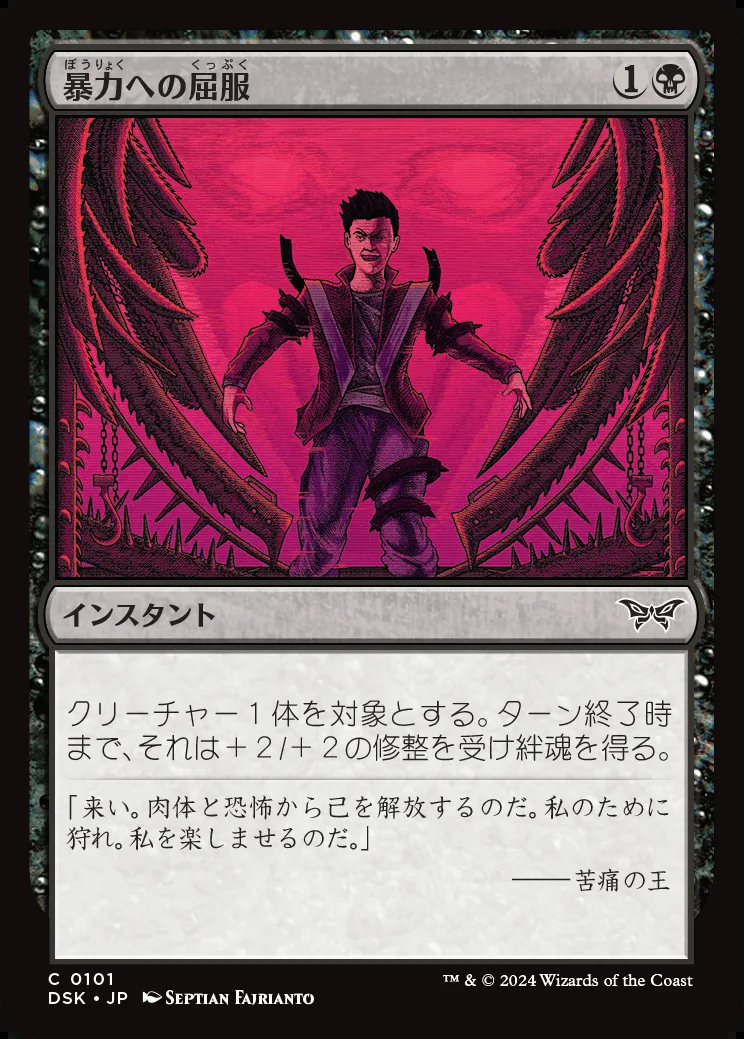 ぼうりょく くっぷく
暴力への屈服 1
インスタント
クリーチャー1体を対象とする。ターン終了時
まで、それは+2/+2の修整を受け絆魂を得る。
「来い。肉体と恐怖から己を解放するのだ。私のために
狩れ。私を楽しませるのだ。」
――苦痛の王
C 0101 ™ & © 2024 Wizards of the Coast
DSK • JP Septian Fajrianto